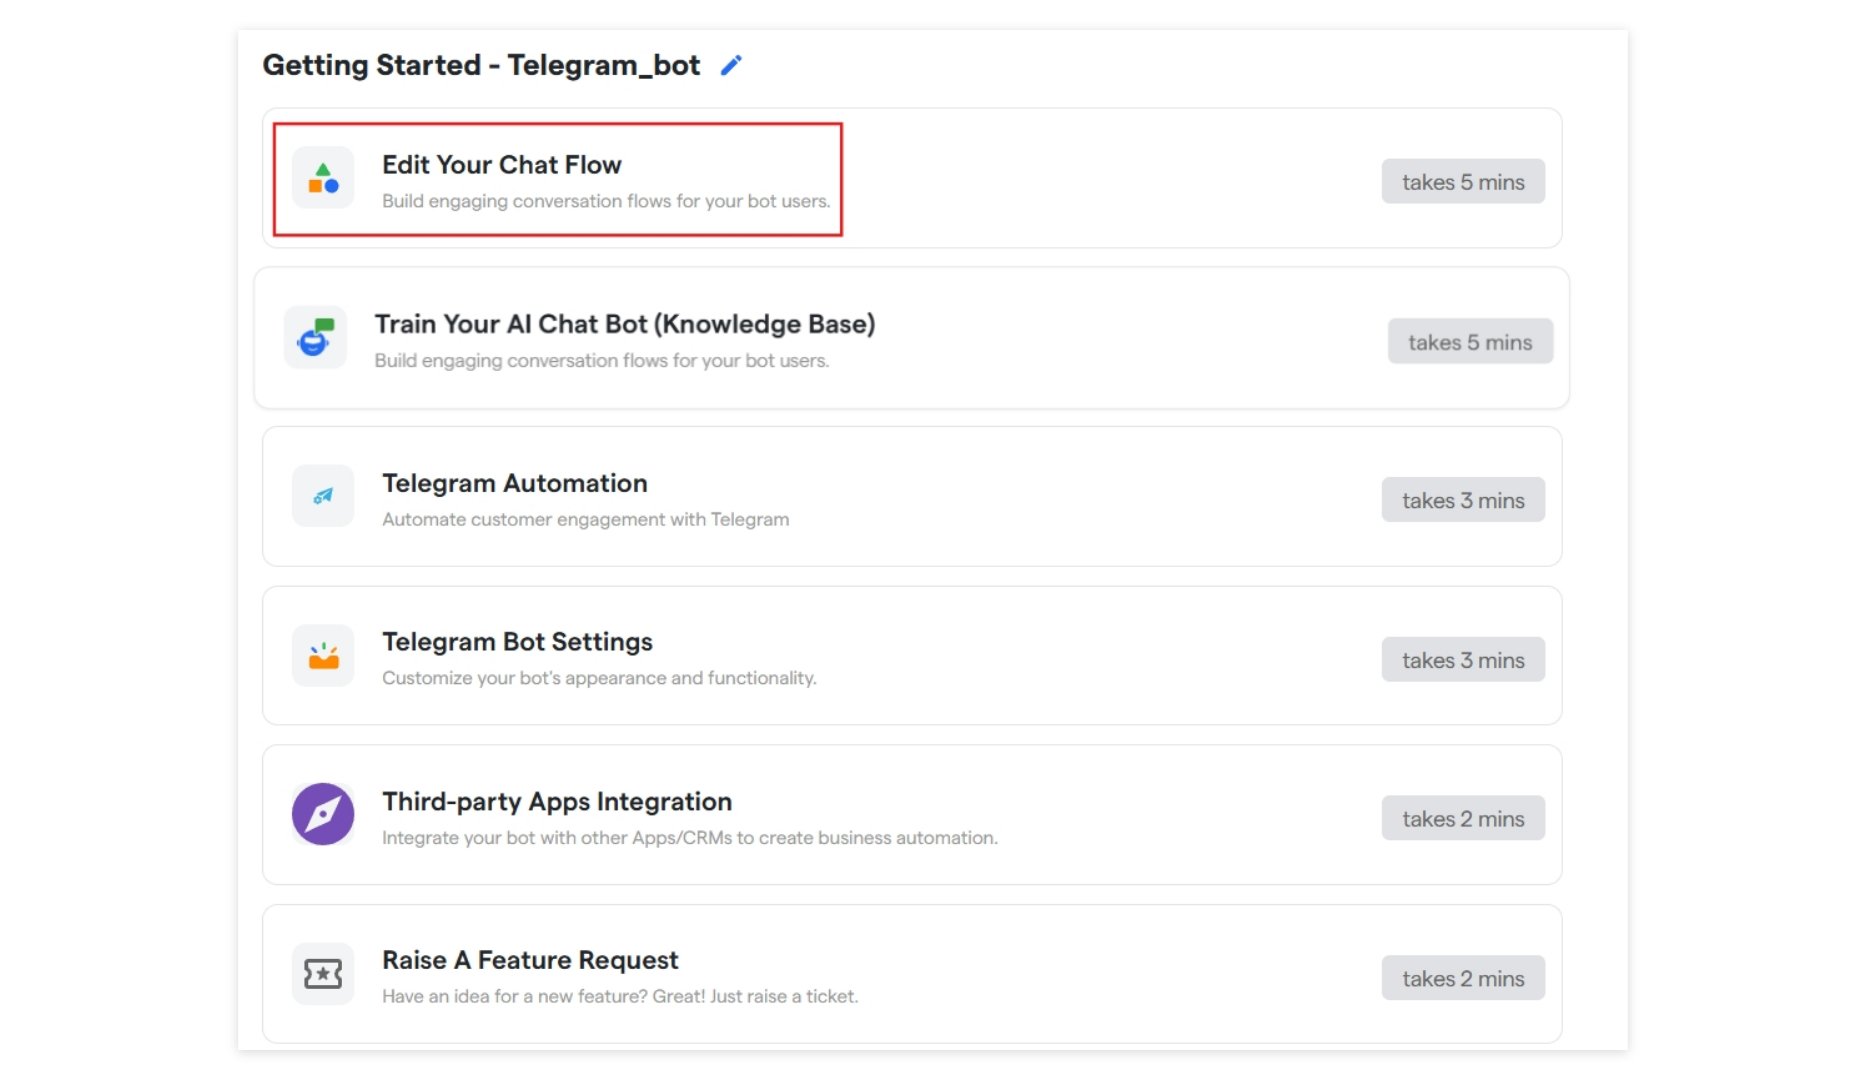 Getting Started - Telegram_bot
Edit Your Chat Flow
Build engaging conversation flows for your bot users.
takes 5 mins
Train Your AI Chat Bot (Knowledge Base)
Build engaging conversation flows for your bot users.
takes 5 mins
Telegram Automation
Automate customer engagement with Telegram
takes 3 mins
Telegram Bot Settings
Customize your bot's appearance and functionality.
takes 3 mins
Third-party Apps Integration
Integrate your bot with other Apps/CRMs to create business automation.
takes 2 mins
Raise A Feature Request
Have an idea for a new feature? Great! Just raise a ticket.
takes 2 mins